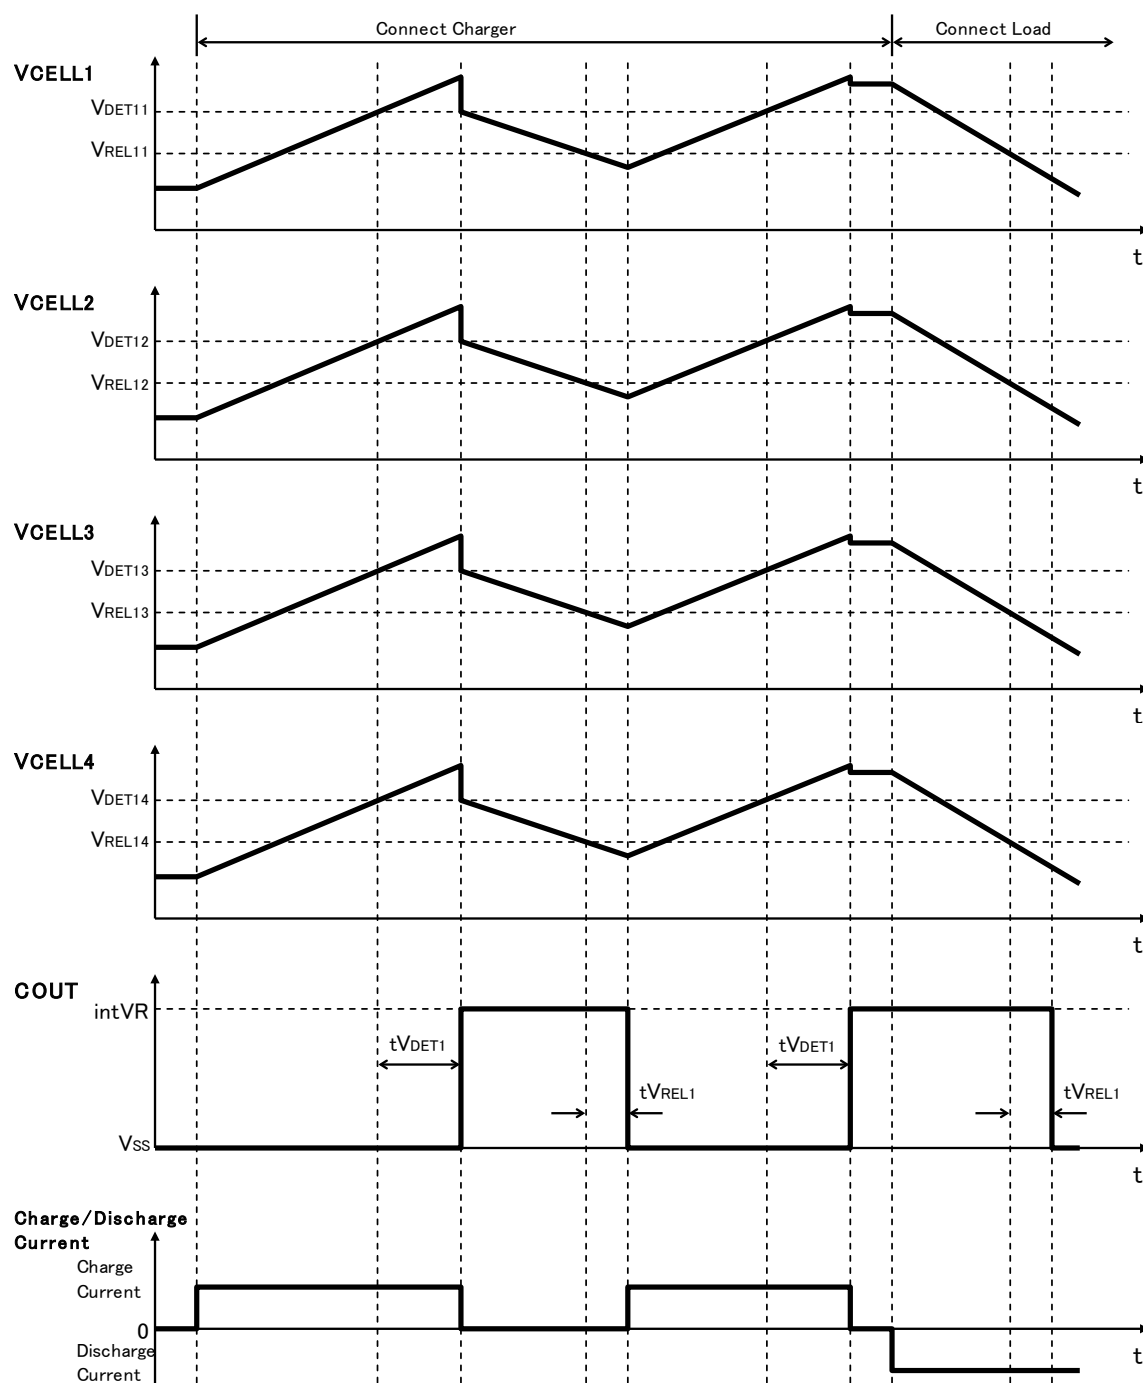 Connect Charger
Connect Load
VCELL1
VDET11
VREL11
t
VCELL2
VDET12
VREL12
t
VCELL3
VDET13
VREL13
t
VCELL4
VDET14
VREL14
t
COUT
intVR
tVDET1
tVDET1
tVREL1
tVREL1
VSS
t
Charge/Discharge
Current
Charge
Current
0
t
Discharge
Current